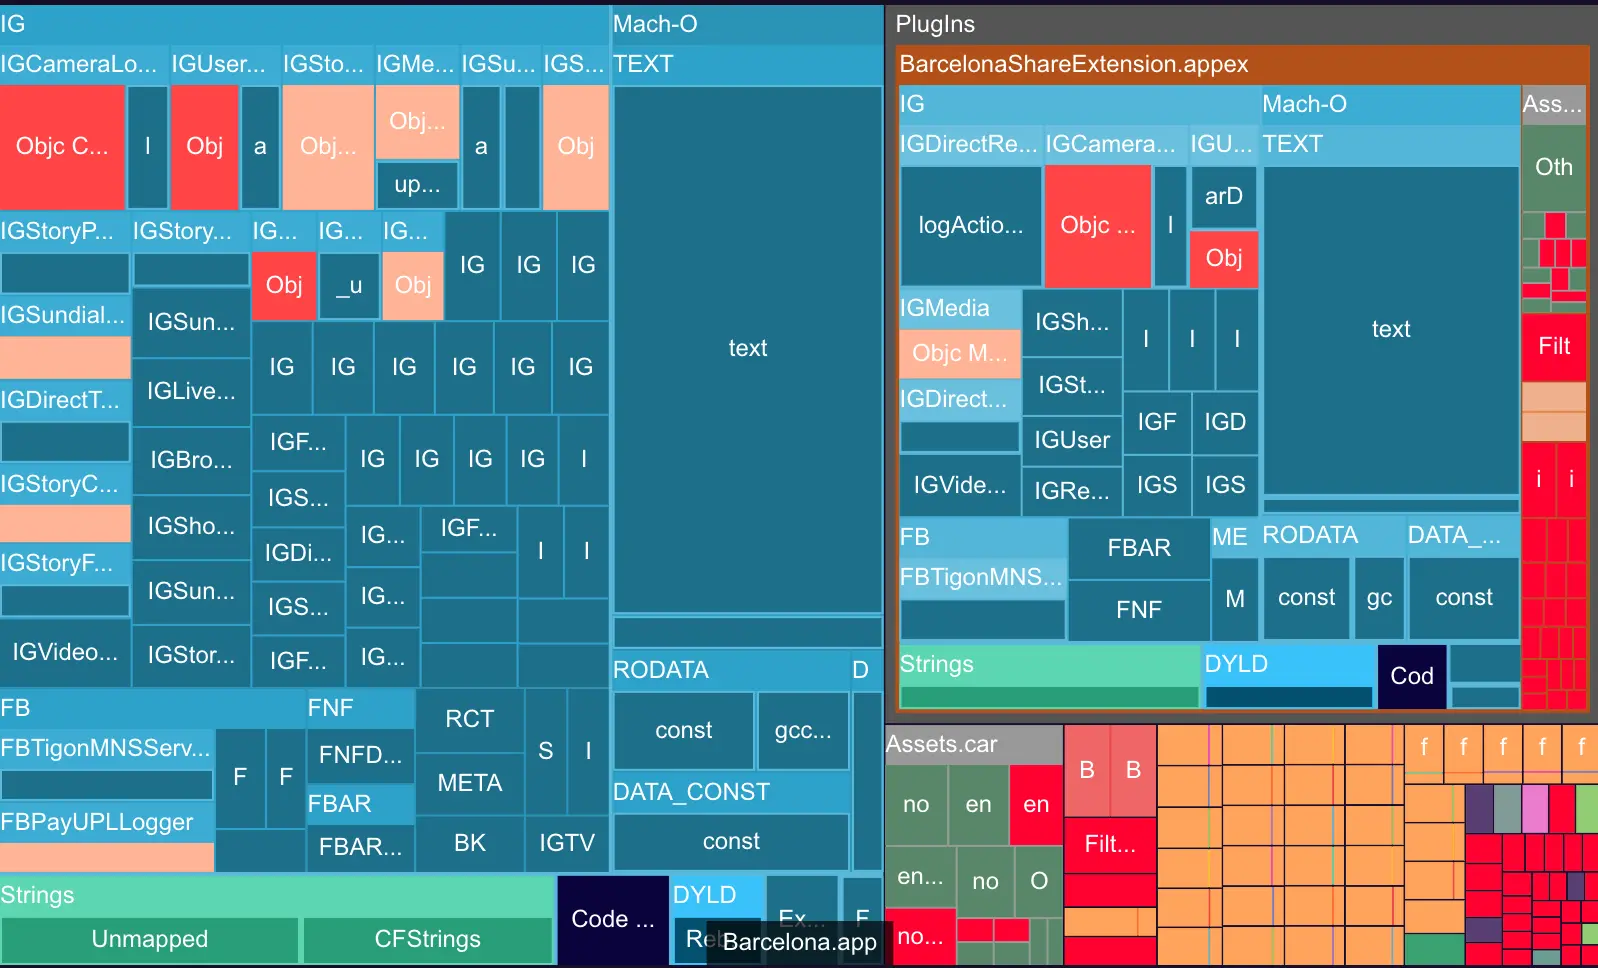 IG
Mach-O
PlugIns
IGCameraLo...
IGUser...
IGSto...
IGMe...
IGSu...
IGS...
TEXT
BarcelonaShareExtension.appex
Objc C...
I
Obj
a
Obj...
Obj...
up...
a
Obj
text
IGStoryP...
IGStory...
IG...
IG...
IG...
IG
IG
IG
Obj
_u
Obj
IGSundial...
IGSun...
IG
IG
IG
IG
IG
IG
IGDirectT...
IGLive...
IGF...
IG
IG
IG
IG
I
IGBro...
IGStoryC...
IGS...
IGSho...
IG...
IGF...
I
I
IGDi...
IGStoryF...
IGSun...
IGS...
IG...
IGVideo...
IGStor...
IGF...
IG...
RODATA
D
const
gcc...
DATA_CONST
const
FB
FNF
RCT
S
I
FBTigonMNSServ...
F
F
FNFD...
META
FBAR
FBPayUPLLogger
FBAR...
BK
IGTV
Strings
Unmapped
CFStrings
Code ...
DYLD
Ex...
Barcelona.app
IG
Mach-O
Ass...
IGDirectRe...
IGCamera...
IGU...
TEXT
Oth
logActio...
Objc ...
I
arD
Obj
text
IGMedia
IGSh...
I
I
I
Filt
Objc M...
IGSt...
IGDirect...
IGF
IGD
IGUser
IGVide...
IGRe...
IGS
IGS
i
i
FB
FBAR
ME
RODATA
DATA_...
FBTigonMNS...
FNF
M
const
gc
const
Strings
DYLD
Cod
Assets.car
B
B
f
f
f
f
f
no
en
en
Filt...
en...
no
O
no...